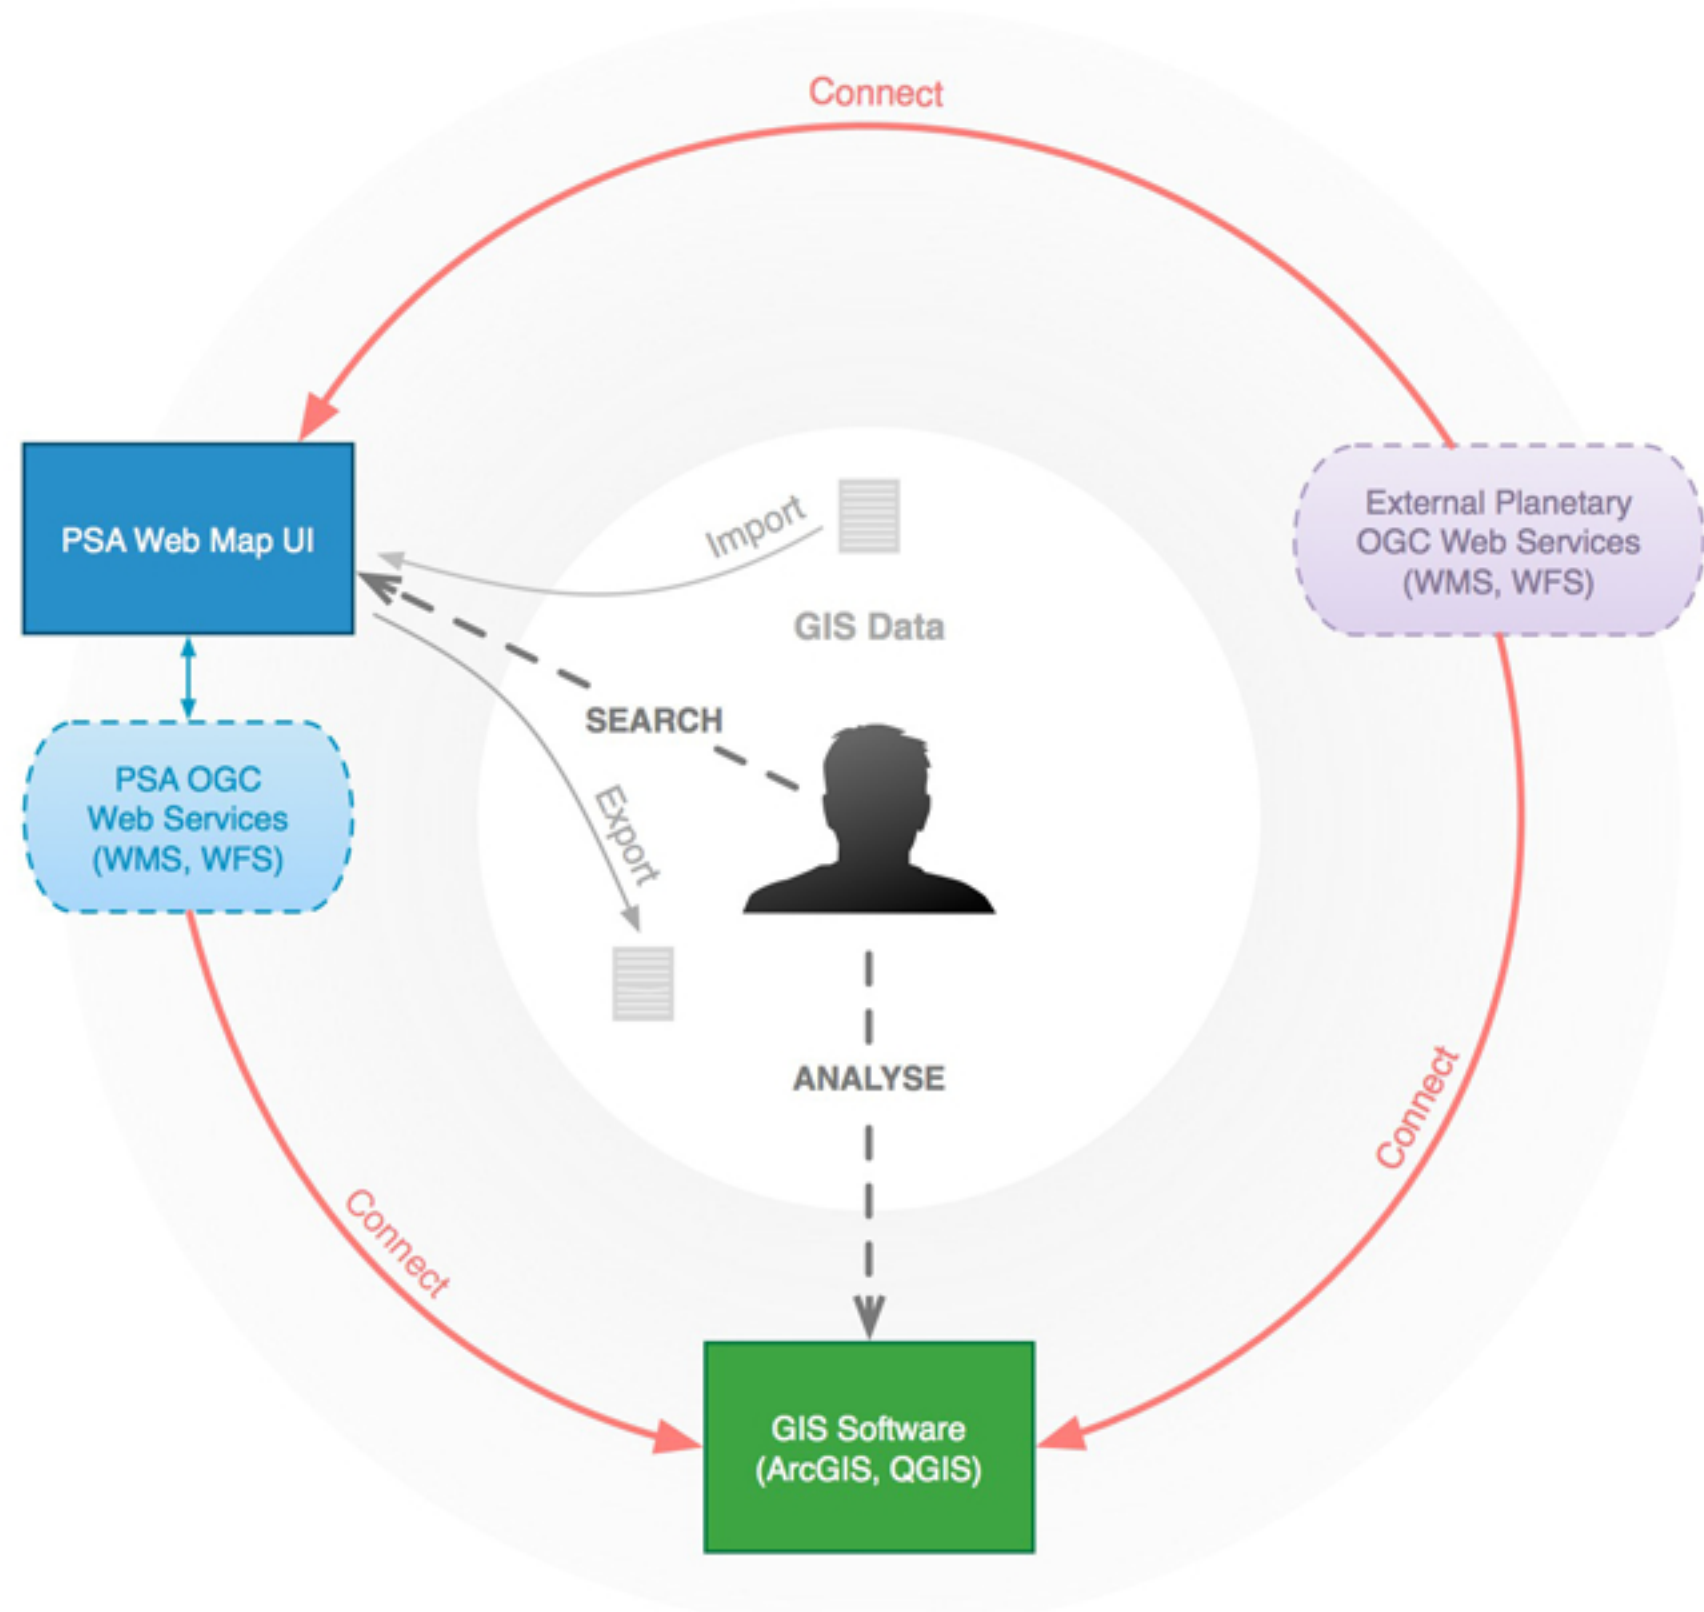 Connect
PSA Web Map UI
Import
External Planetary
OGC Web Services
(WMS, WFS)
GIS Data
SEARCH
PSA OGC
Web Services
(WMS, WFS)
Export
ANALYSE
Connect
Connect
GIS Software
(ArcGIS, QGIS)